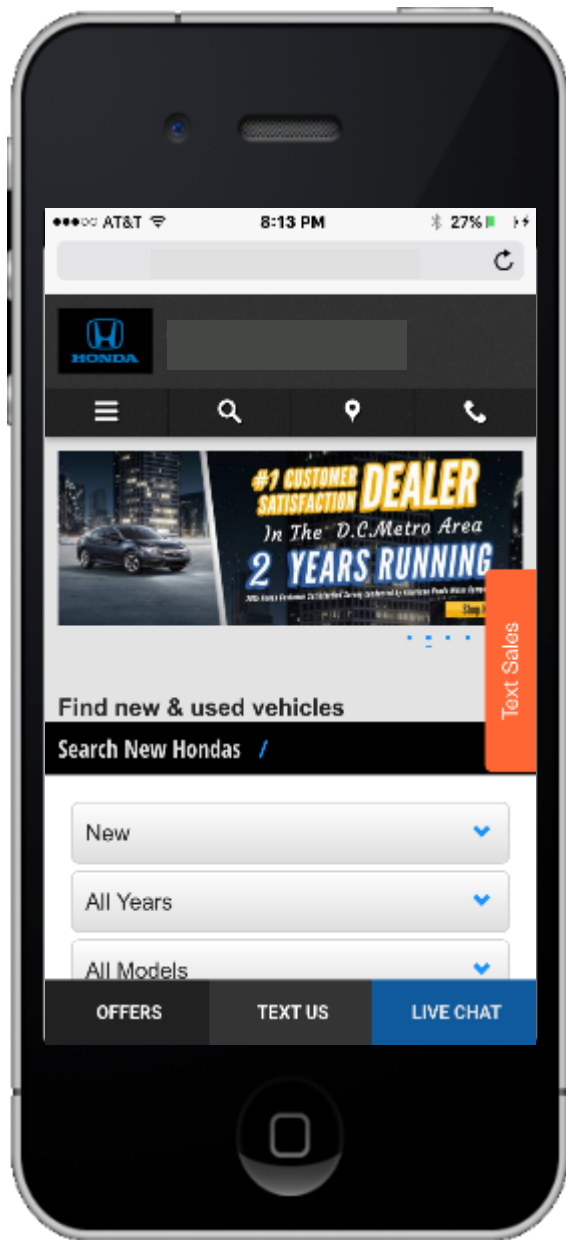 AT&T
8:13 PM
27%
HONDA
#1 CUSTOMER
SATISFACTION
DEALER
In The D.C. Metro Area
2 YEARS RUNNING
Text Sales
Find new & used vehicles
Search New Hondas /
New
All Years
All Models
OFFERS
TEXT US
LIVE CHAT